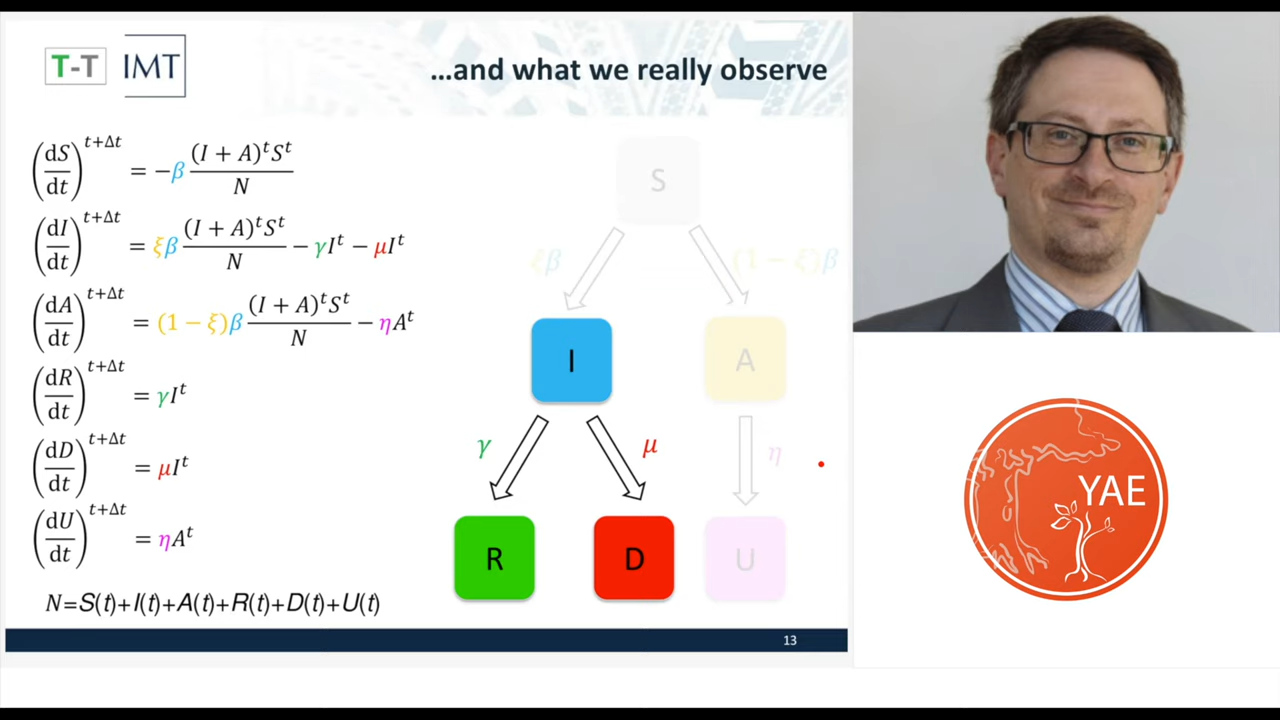 T-T IMT
…and what we really observe
(dS/dt)^{t+Δt} = −β (I + A)^t S^t / N
(dI/dt)^{t+Δt} = ξβ (I + A)^t S^t / N − γI^t − μI^t
(dA/dt)^{t+Δt} = (1 − ξ)β (I + A)^t S^t / N − ηA^t
(dR/dt)^{t+Δt} = γI^t
(dD/dt)^{t+Δt} = μI^t
(dU/dt)^{t+Δt} = ηA^t
N=S(t)+I(t)+A(t)+R(t)+D(t)+U(t)
S
ξβ (1 − ξ)β
I A
γ μ η
R D U
13
YAE